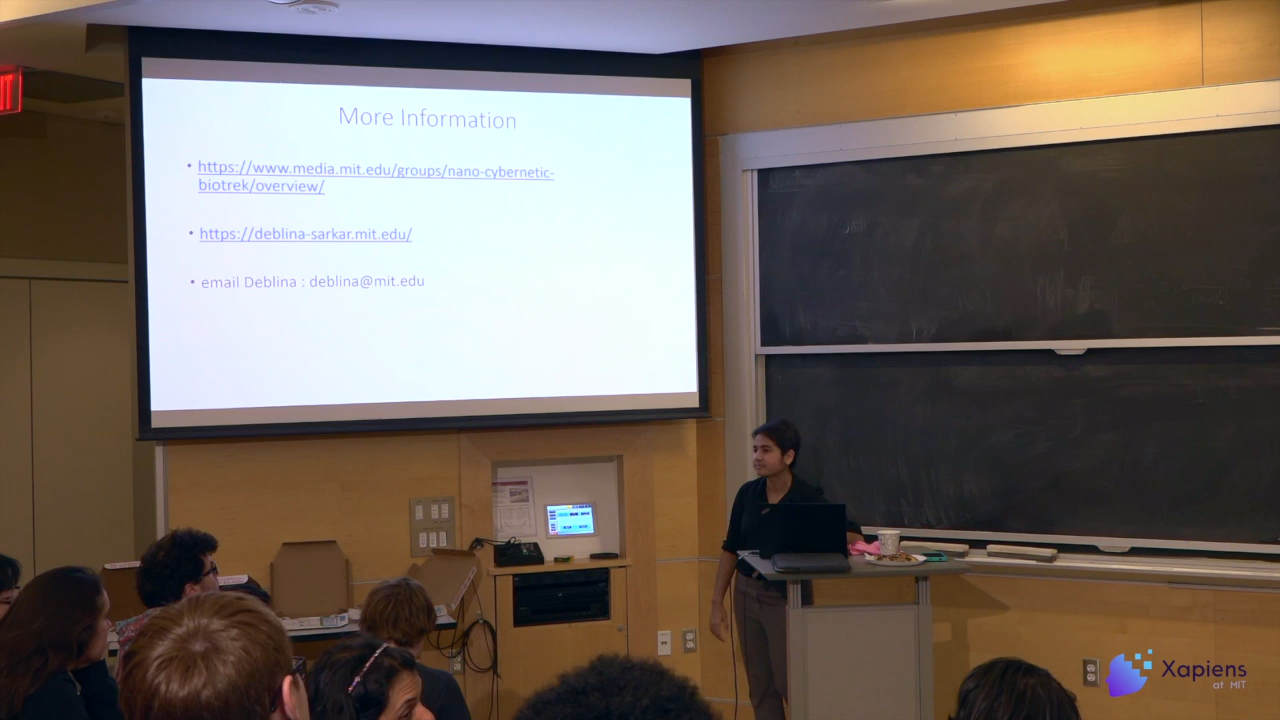 More Information
• https://www.media.mit.edu/groups/nano-cybernetic-
biotrek/overview/
• https://deblina-sarkar.mit.edu/
• email Deblina : deblina@mit.edu
Xapiens
at MIT